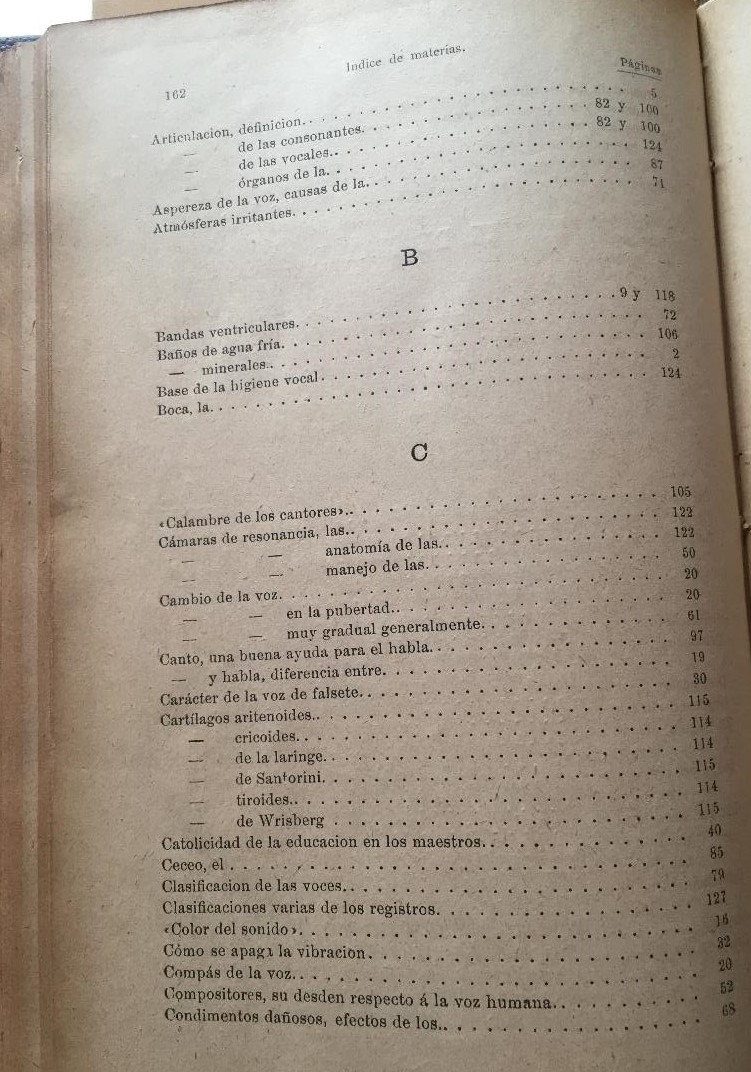 162
Indice de materias.
Páginas
Articulacion, definicion.. 5
— de las consonantes. 82 y 100
— de las vocales.. 82 y 100
— órganos de la. 124
Aspereza de la voz, causas de la. 87
Atmósferas irritantes. 71
B
Bandas ventriculares. 9 y 118
Baños de agua fría. 72
— minerales.. 106
Base de la higiene vocal. 2
Boca, la. 124
C
«Calambre de los cantores».. 105
Cámaras de resonancia, las.. 122
— — anatomía de las.. 122
— — manejo de las. 50
Cambio de la voz. 20
— — en la pubertad.. 20
— — muy gradual generalmente. 61
Canto, una buena ayuda para el habla. 97
— y habla, diferencia entre. 19
Carácter de la voz de falsete.. 30
Cartílagos aritenoides.. 115
— cricoides.. 114
— de la laringe.. 114
— de Santorini. 115
— tiroides.. 114
— de Wrisberg . 115
Catolicidad de la educacion en los maestros.. 40
Ceceo, el . 85
Clasificacion de las voces.. 79
Clasificaciones varias de los registros. 127
«Color del sonido». 16
Cómo se apaga la vibracion. 32
Compás de la voz.. 20
Compositores, su desden respecto á la voz humana.. 52
Condimentos dañosos, efectos de los.. 68